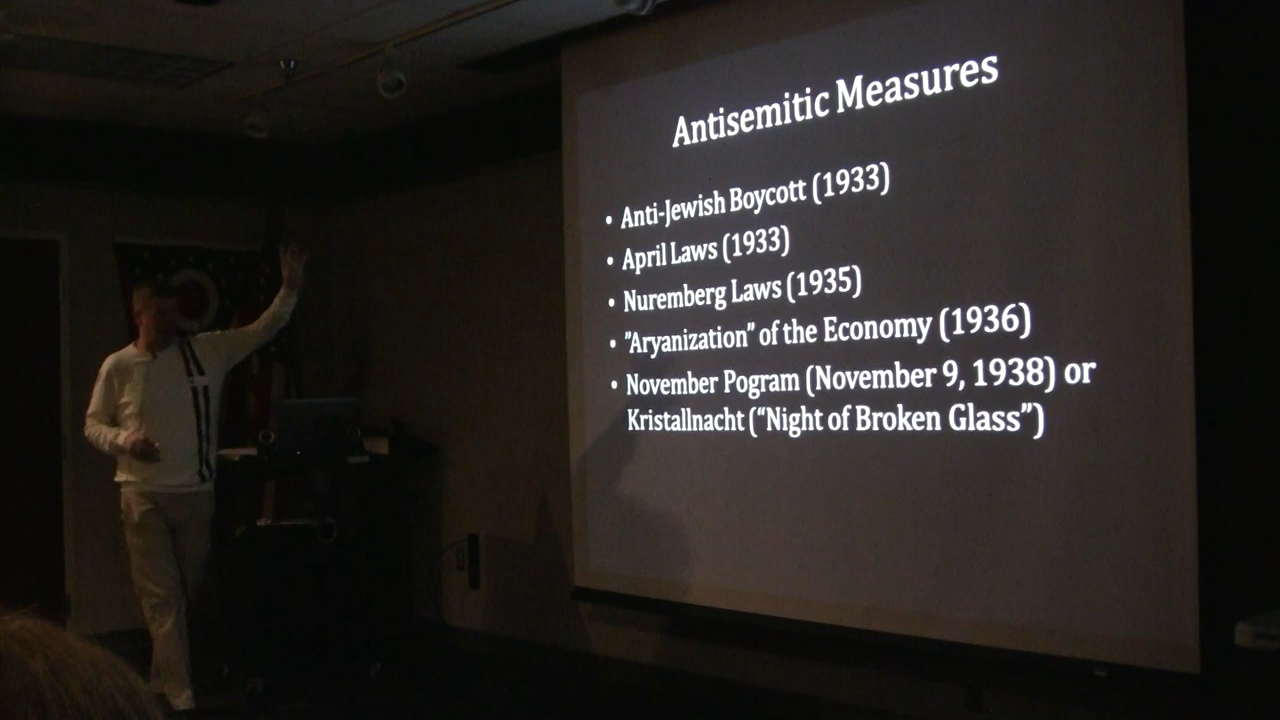 Antisemitic Measures
• Anti-Jewish Boycott (1933)
• April Laws (1933)
• Nuremberg Laws (1935)
• ”Aryanization” of the Economy (1936)
• November Pogram (November 9, 1938) or
Kristallnacht (“Night of Broken Glass”)